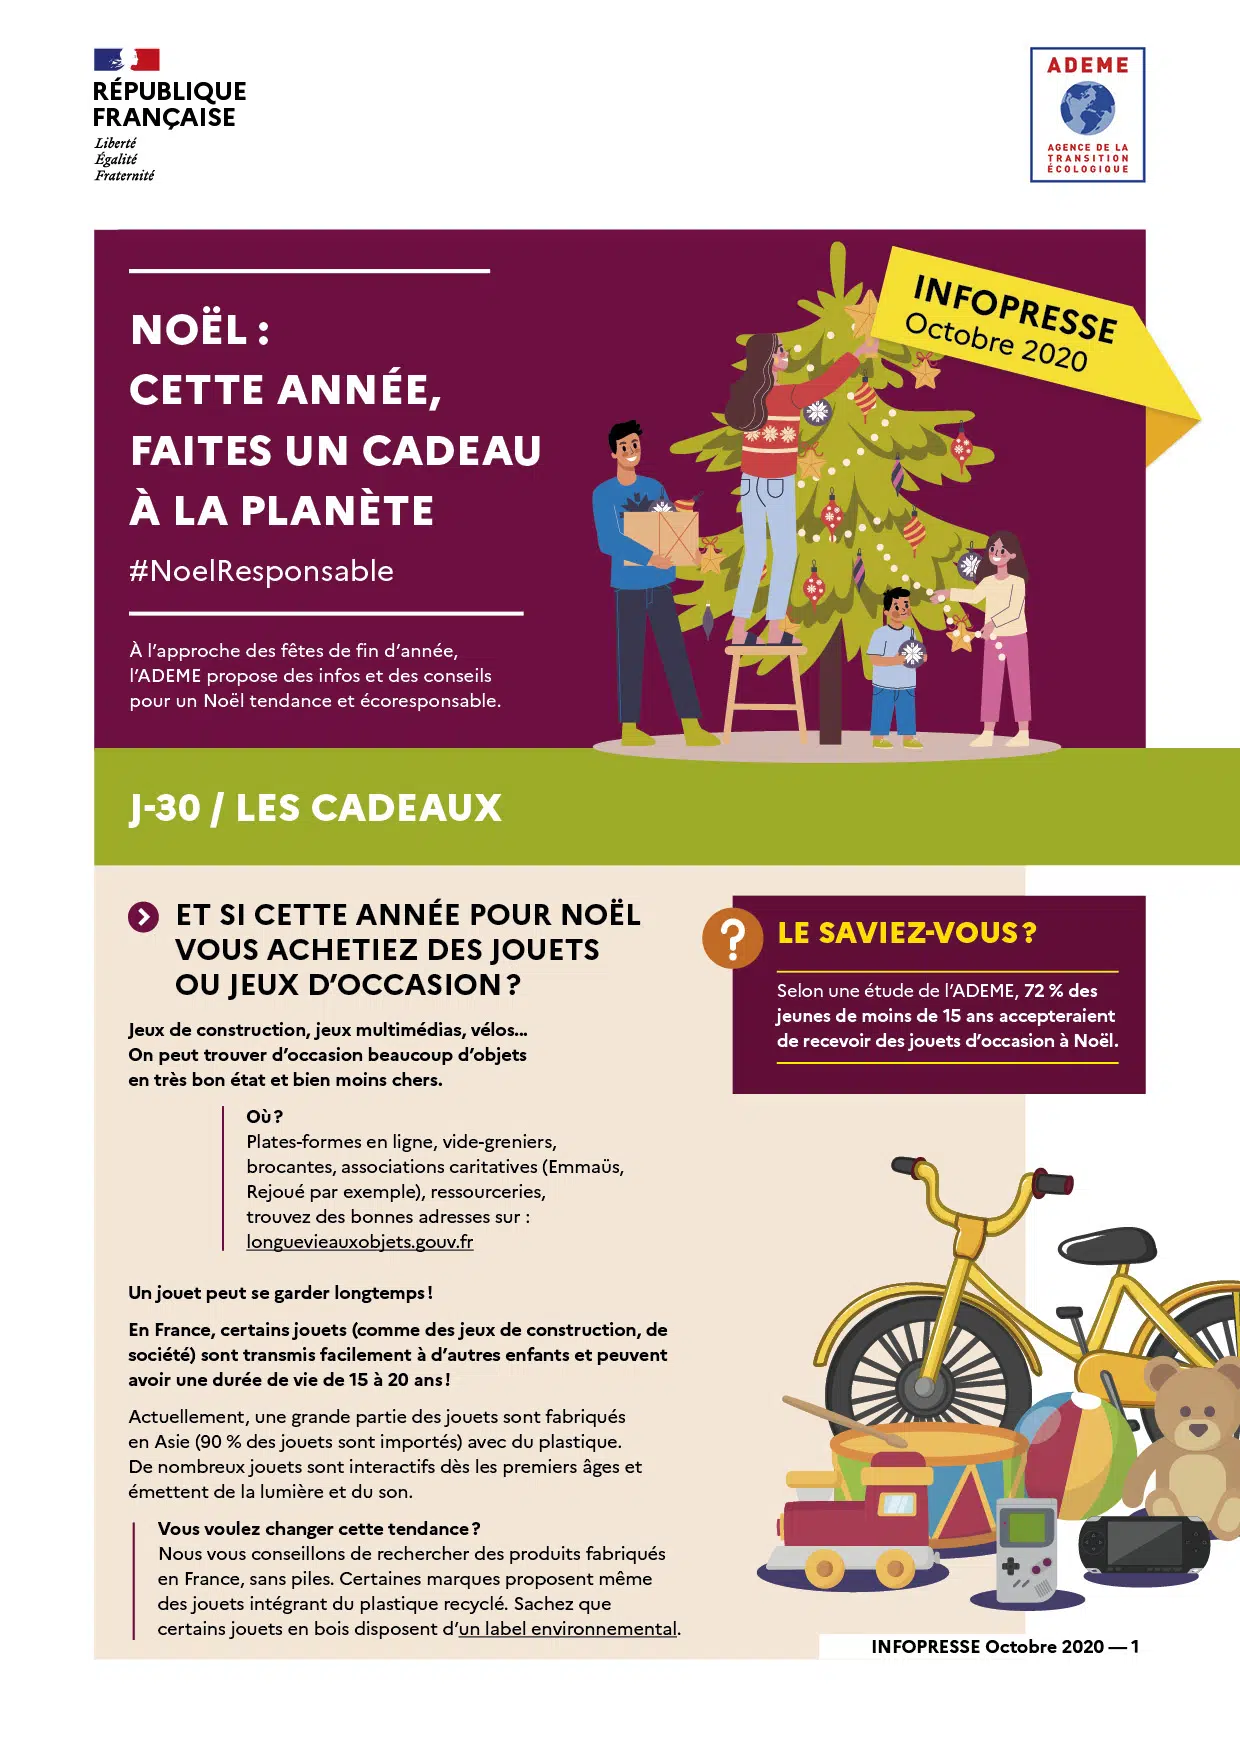 RÉPUBLIQUE
FRANÇAISE
Liberté
Égalité
Fraternité
ADEME
AGENCE DE LA
TRANSITION
ÉCOLOGIQUE
INFOPRESSE
Octobre 2020
NOËL :
CETTE ANNÉE,
FAITES UN CADEAU
À LA PLANÈTE
#NoelResponsable
À l’approche des fêtes de fin d’année,
l’ADEME propose des infos et des conseils
pour un Noël tendance et écoresponsable.
J-30 / LES CADEAUX
ET SI CETTE ANNÉE POUR NOËL
VOUS ACHETIEZ DES JOUETS
OU JEUX D’OCCASION ?
Jeux de construction, jeux multimédias, vélos…
On peut trouver d’occasion beaucoup d’objets
en très bon état et bien moins chers.
Où ?
Plates-formes en ligne, vide-greniers,
brocantes, associations caritatives (Emmaüs,
Rejoué par exemple), ressourceries,
trouvez des bonnes adresses sur :
longuevieauxobjets.gouv.fr
Un jouet peut se garder longtemps !
En France, certains jouets (comme des jeux de construction, de
société) sont transmis facilement à d’autres enfants et peuvent
avoir une durée de vie de 15 à 20 ans !
Actuellement, une grande partie des jouets sont fabriqués
en Asie (90 % des jouets sont importés) avec du plastique.
De nombreux jouets sont interactifs dès les premiers âges et
émettent de la lumière et du son.
Vous voulez changer cette tendance ?
Nous vous conseillons de rechercher des produits fabriqués
en France, sans piles. Certaines marques proposent même
des jouets intégrant du plastique recyclé. Sachez que
certains jouets en bois disposent d’un label environnemental.
?
LE SAVIEZ-VOUS ?
Selon une étude de l’ADEME, 72 % des
jeunes de moins de 15 ans accepteraient
de recevoir des jouets d’occasion à Noël.
INFOPRESSE Octobre 2020 — 1